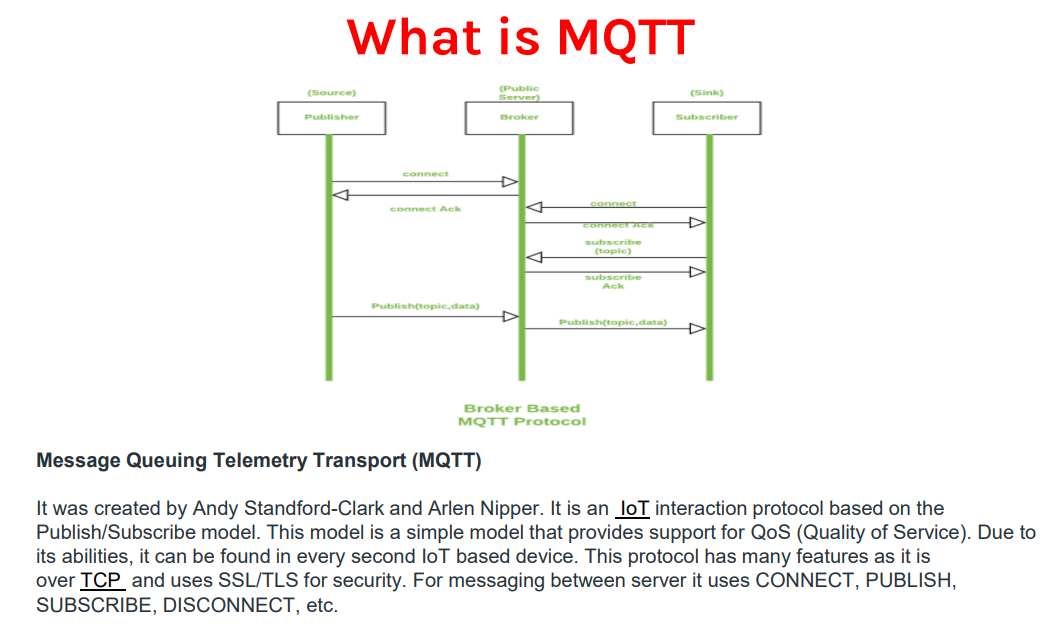 What is MQTT
(Source)
(Public
Server)
(Sink)
Publisher
Broker
Subscriber
connect
connect Ack
connect
connect Ack
subscribe
(topic)
subscribe
Ack
Publish(topic,data)
Publish(topic,data)
Broker Based
MQTT Protocol
Message Queuing Telemetry Transport (MQTT)
It was created by Andy Standford-Clark and Arlen Nipper. It is an IoT interaction protocol based on the
Publish/Subscribe model. This model is a simple model that provides support for QoS (Quality of Service). Due to
its abilities, it can be found in every second IoT based device. This protocol has many features as it is
over TCP and uses SSL/TLS for security. For messaging between server it uses CONNECT, PUBLISH,
SUBSCRIBE, DISCONNECT, etc.